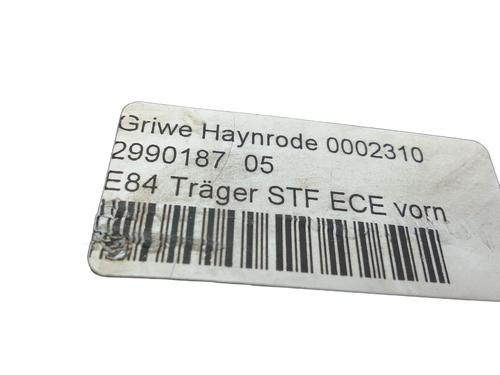 Griwe Haynrode 0002310
2990187 05
E84 Träger STF ECE vorn